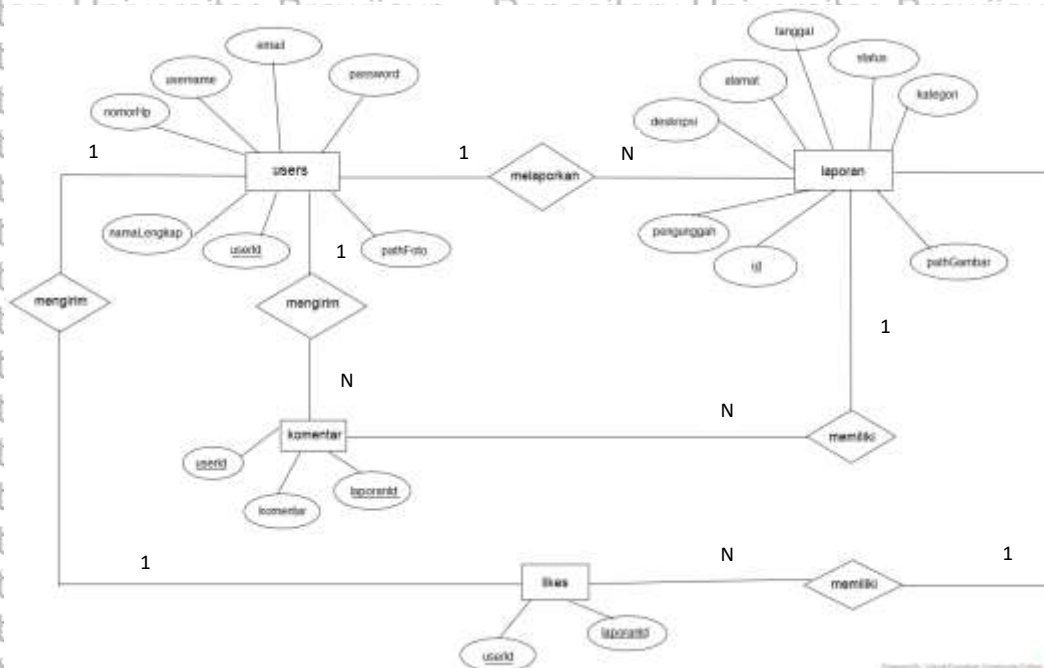 email
username
password
nomorHp
users
namaLengkap
userId
pathFoto
1
1
N
1
melaporkan
tanggal
status
alamat
kategori
deskripsi
laporan
pengunggah
id
pathGambar
mengirim
mengirim
1
N
N
komentar
memiliki
userId
laporanId
komentar
1
N
1
likes
memiliki
laporanId
userId